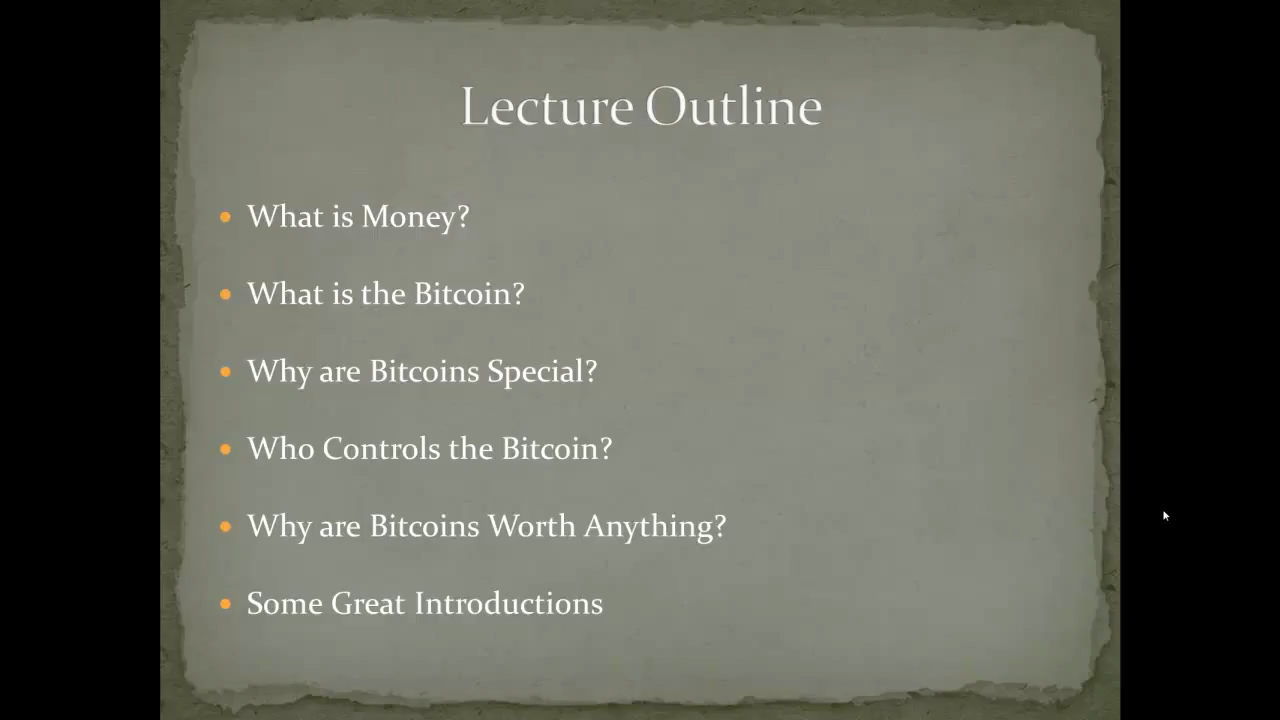 Lecture Outline
What is Money?
What is the Bitcoin?
Why are Bitcoins Special?
Who Controls the Bitcoin?
Why are Bitcoins Worth Anything?
Some Great Introductions